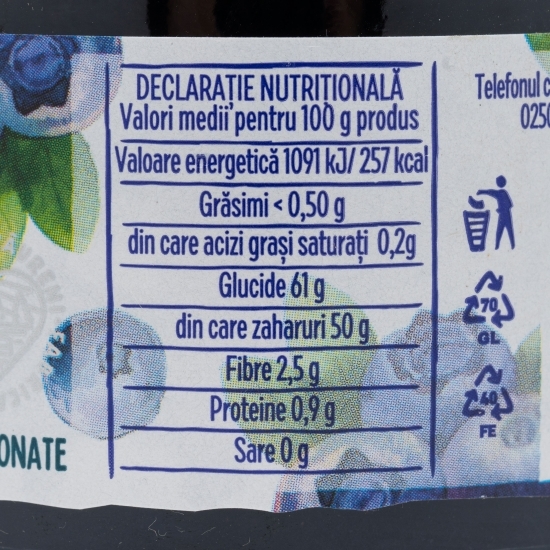 DECLARAȚIE NUTRIȚIONALĂ
Valori medii pentru 100 g produs
Valoare energetică 1091 kJ/ 257 kcal
Grăsimi < 0,50 g
din care acizi grași saturați 0,2g
Glucide 61 g
din care zaharuri 50 g
Fibre 2,5 g
Proteine 0,9 g
Sare 0 g
ONATE
Telefonul c
0250
70
GL
40
FE